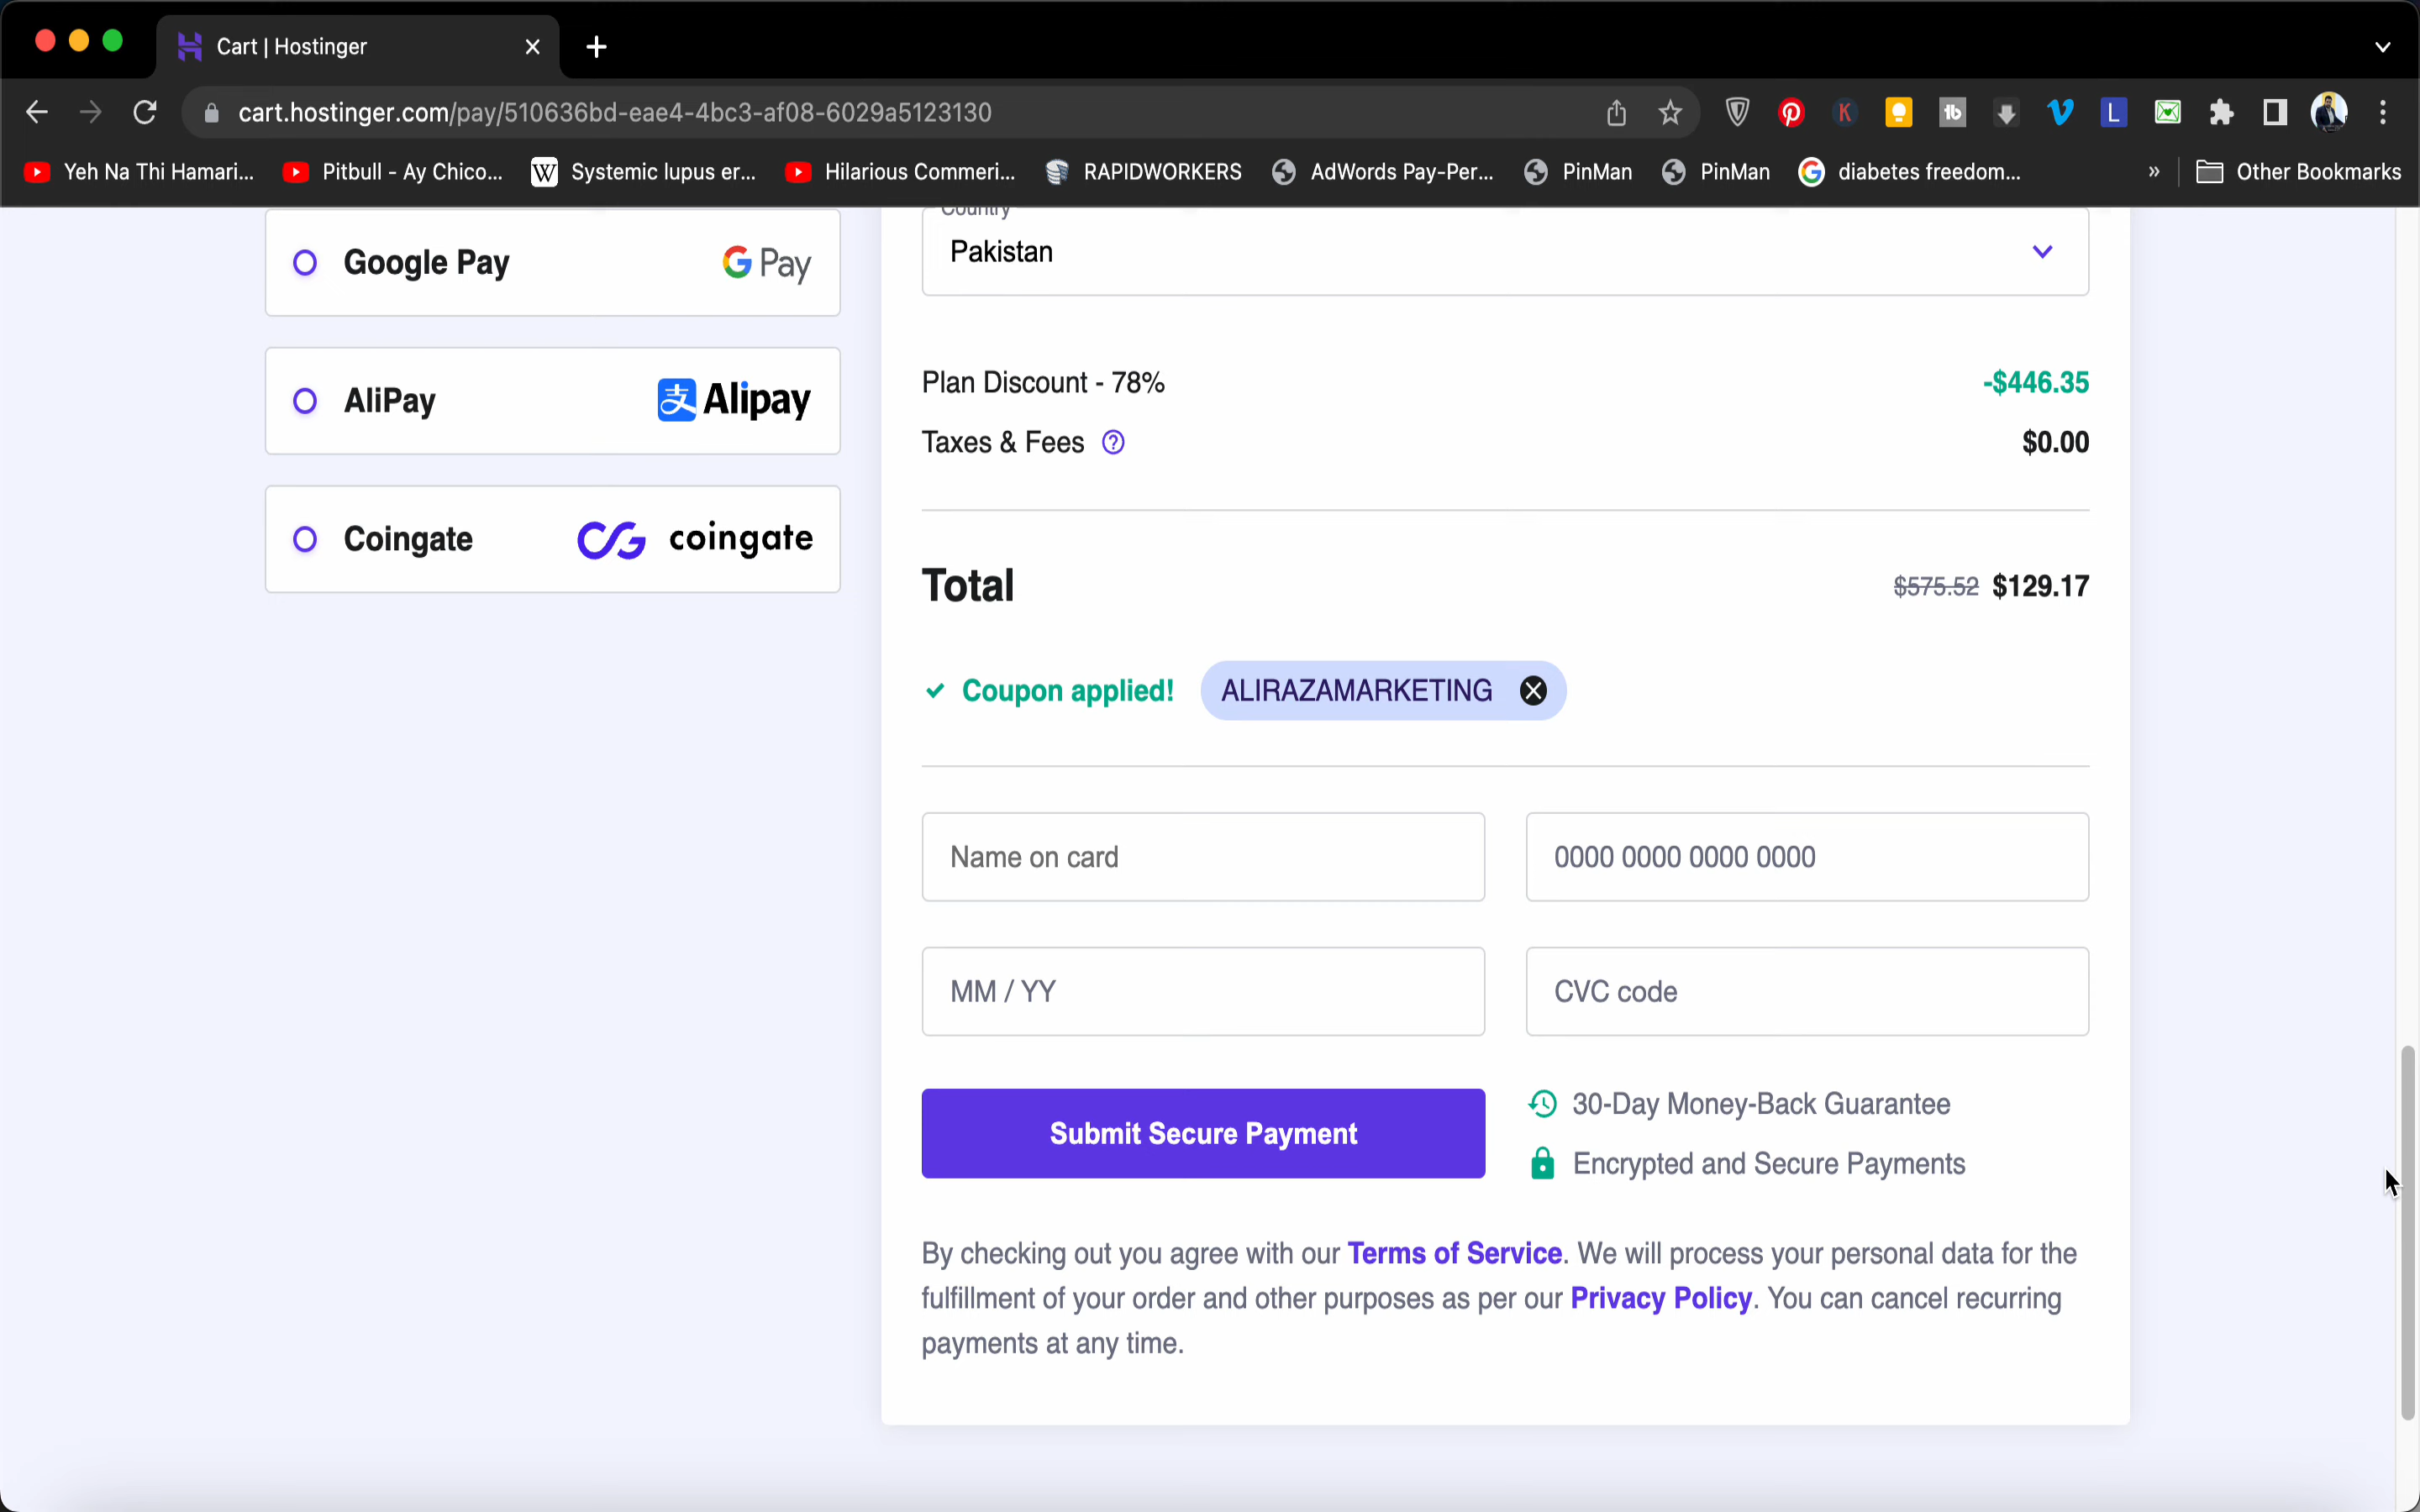 Cart | Hostinger
cart.hostinger.com/pay/510636bd-eae4-4bc3-af08-6029a5123130
Yeh Na Thi Hamari...
Pitbull - Ay Chico...
Systemic lupus er...
Hilarious Commeri...
RAPIDWORKERS
AdWords Pay-Per...
PinMan
PinMan
diabetes freedom...
»
Other Bookmarks
Google Pay
G Pay
AliPay
支 Alipay
Coingate
CG coingate
Country
Pakistan
Plan Discount - 78%
-$446.35
Taxes & Fees
$0.00
Total
$575.52 $129.17
Coupon applied!
ALIRAZAMARKETING
Name on card
0000 0000 0000 0000
MM / YY
CVC code
Submit Secure Payment
30-Day Money-Back Guarantee
Encrypted and Secure Payments
By checking out you agree with our Terms of Service. We will process your personal data for the
fulfillment of your order and other purposes as per our Privacy Policy. You can cancel recurring
payments at any time.